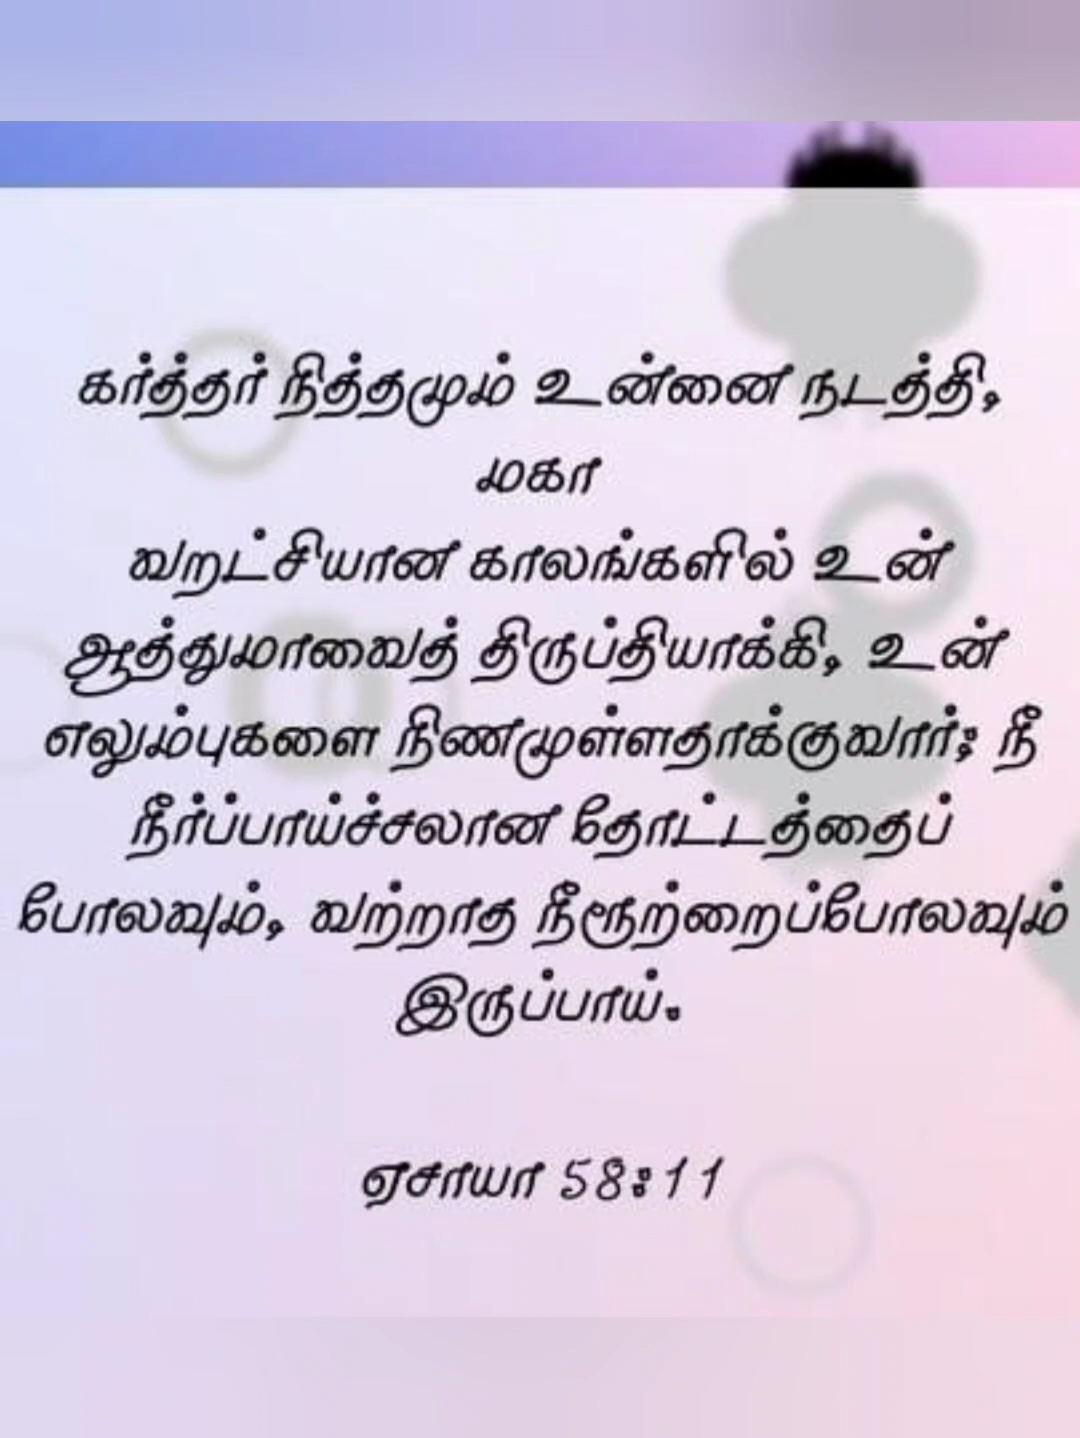 கர்த்தர் நித்தமும் உன்னை நடத்தி,
மகா
வறட்சியான காலங்களில் உன்
ஆத்துமாவைத் திருப்தியாக்கி, உன்
எலும்புகளை நிணமுள்ளதாக்குவார்; நீ
நீர்ப்பாய்ச்சலான தோட்டத்தைப்
போலவும், வற்றாத நீரூற்றைப்போலவும்
இருப்பாய்.
ஏசாயா 58:11